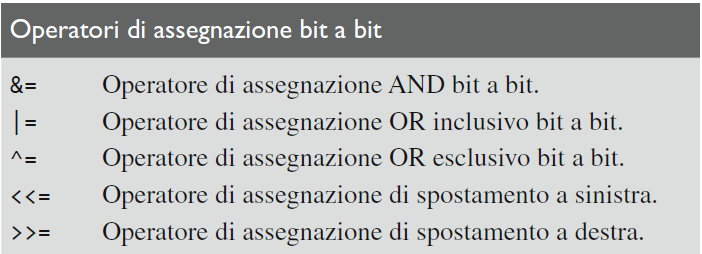 Operatori di assegnazione bit a bit
&= Operatore di assegnazione AND bit a bit.
|= Operatore di assegnazione OR inclusivo bit a bit.
^= Operatore di assegnazione OR esclusivo bit a bit.
<<= Operatore di assegnazione di spostamento a sinistra.
>>= Operatore di assegnazione di spostamento a destra.